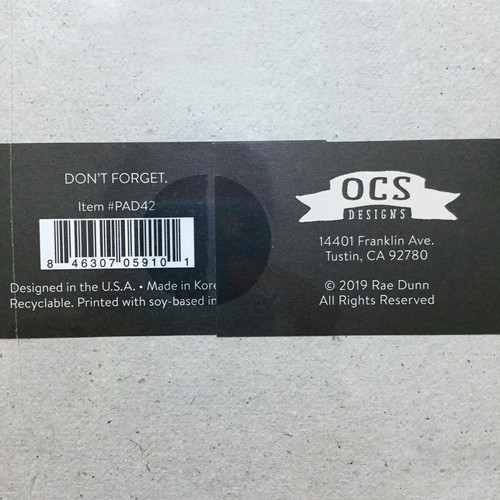 DON'T FORGET.
Item #PAD42
8 46307 05910 1
Designed in the U.S.A. • Made in Kore
Recyclable. Printed with soy-based in
OCS
DESIGNS
14401 Franklin Ave.
Tustin, CA 92780
© 2019 Rae Dunn
All Rights Reserved